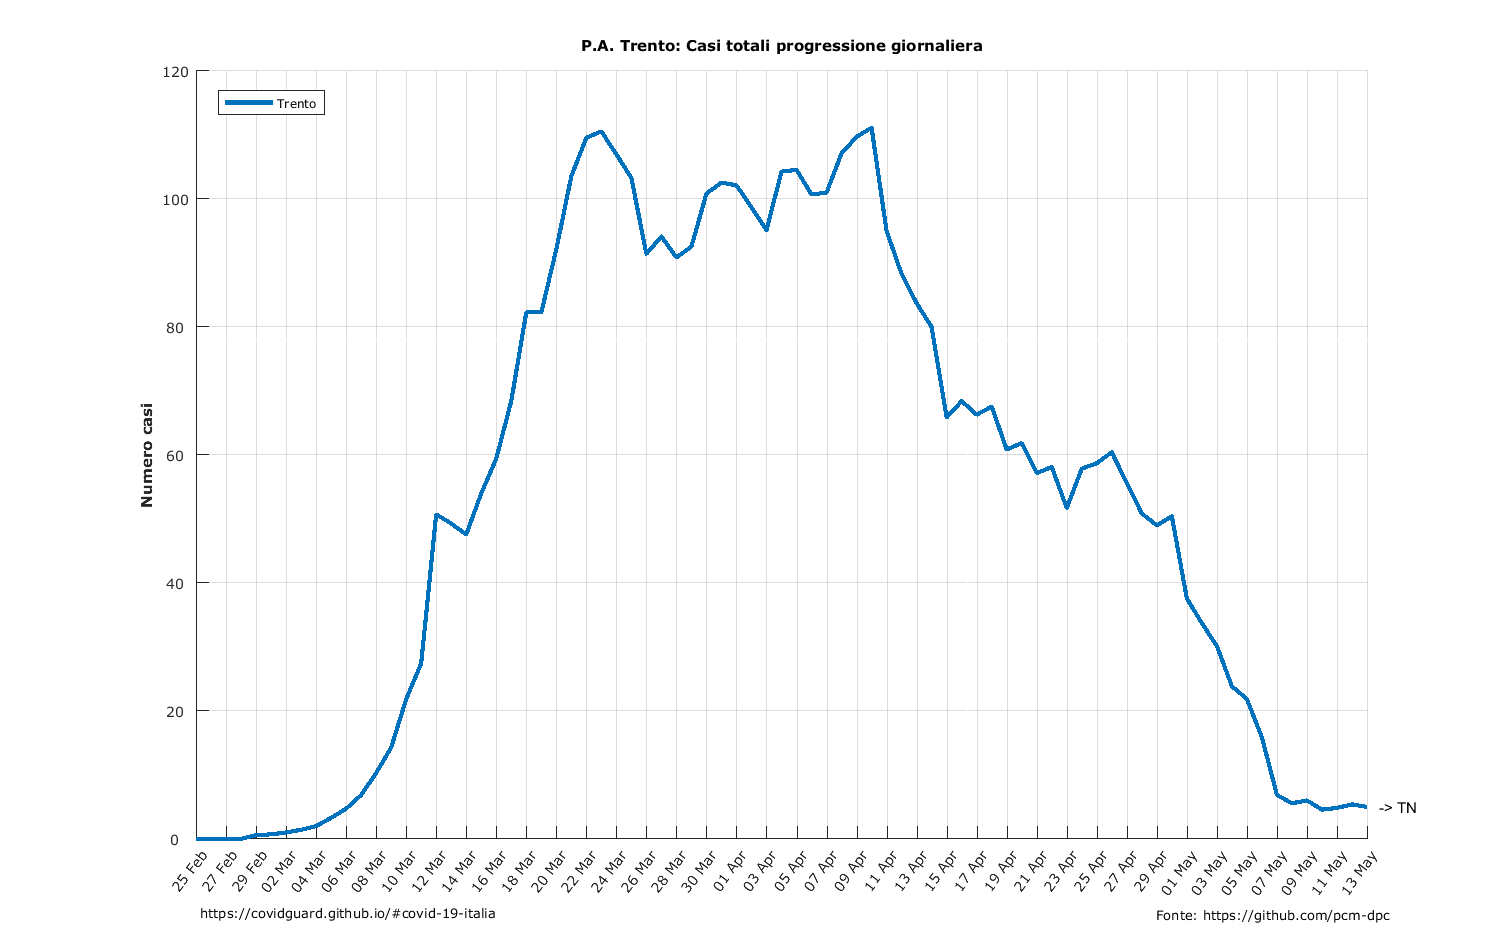 P.A. Trento: Casi totali progressione giornaliera
120
100
80
60
40
20
0
Numero casi
Trento
-> TN
25 Feb
27 Feb
29 Feb
02 Mar
04 Mar
06 Mar
08 Mar
10 Mar
12 Mar
14 Mar
16 Mar
18 Mar
20 Mar
22 Mar
24 Mar
26 Mar
28 Mar
30 Mar
01 Apr
03 Apr
05 Apr
07 Apr
09 Apr
11 Apr
13 Apr
15 Apr
17 Apr
19 Apr
21 Apr
23 Apr
25 Apr
27 Apr
29 Apr
01 May
03 May
05 May
07 May
09 May
11 May
13 May
https://covidguard.github.io/#covid-19-italia
Fonte: https://github.com/pcm-dpc